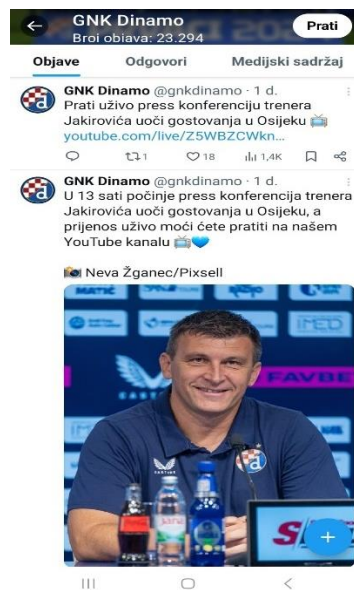 GNK Dinamo
Broj objava: 23.294
Prati
Objave
Odgovori
Medijski sadržaj
GNK Dinamo @gnkdinamo · 1 d.
Prati uživo press konferenciju trenera
Jakirovića uoči gostovanja u Osijeku 📺
youtube.com/live/Z5WBZCWkn...
1
18
1,4K
GNK Dinamo @gnkdinamo · 1 d.
U 13 sati počinje press konferencija trenera
Jakirovića uoči gostovanja u Osijeku, a
prijenos uživo moći ćete pratiti na našem
YouTube kanalu 📺💙
📸 Neva Žganec/Pixsell
FAVBE
jana